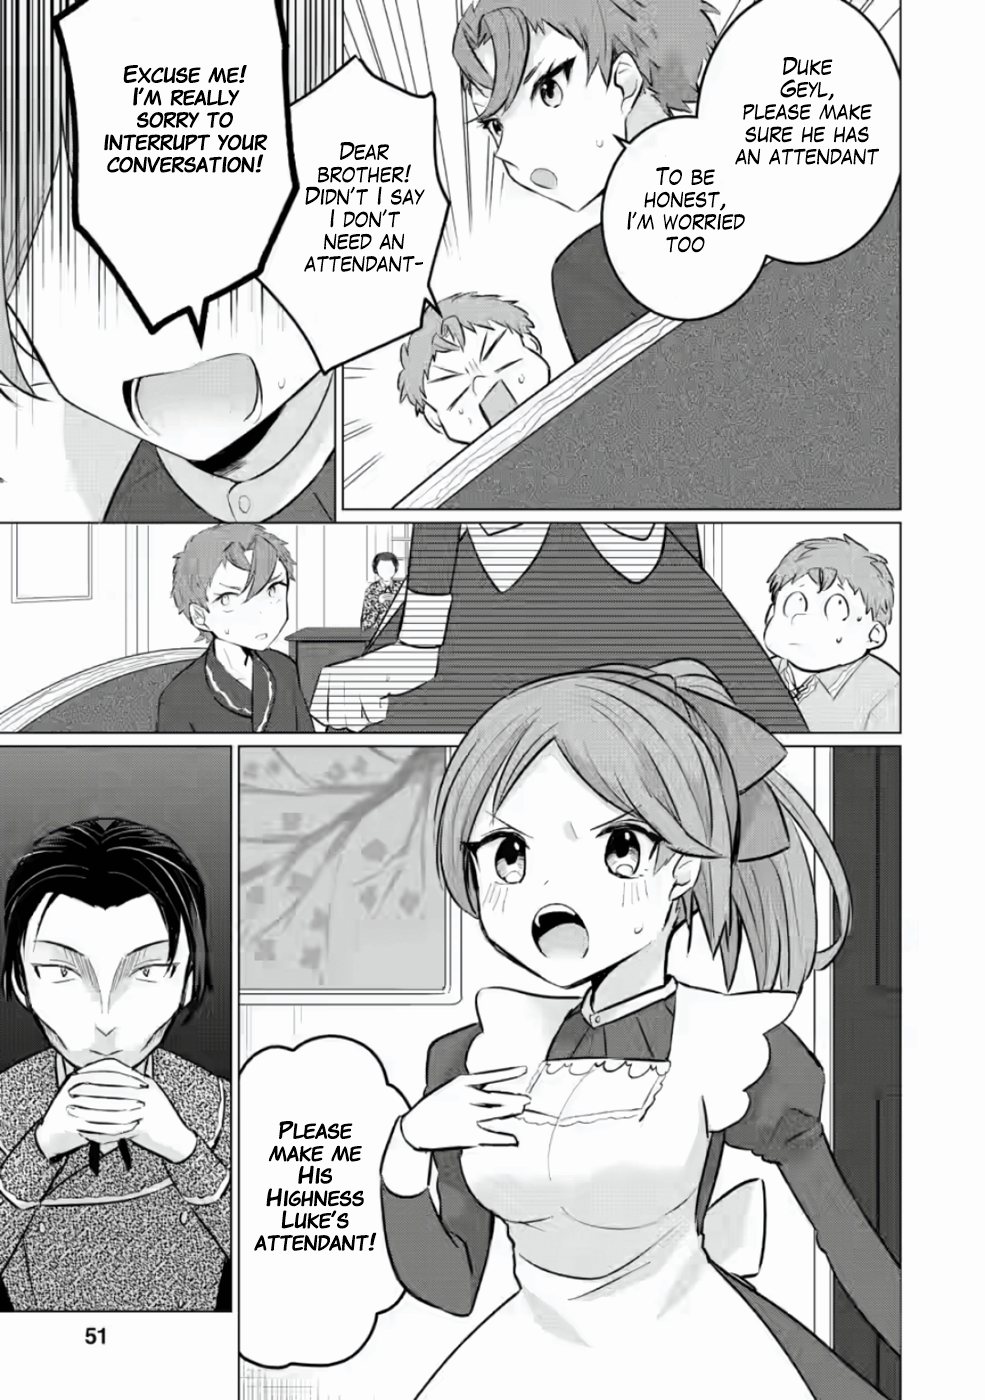 DUKE
GEYL,
PLEASE MAKE
SURE HE HAS
AN ATTENDANT
TO BE
HONEST,
I'M WORRIED
TOO
DEAR
BROTHER!
DIDN'T I SAY
I DON'T
NEED AN
ATTENDANT-
EXCUSE ME!
I'M REALLY
SORRY TO
INTERRUPT YOUR
CONVERSATION!
PLEASE
MAKE ME
HIS
HIGHNESS
LUKE'S
ATTENDANT!
51